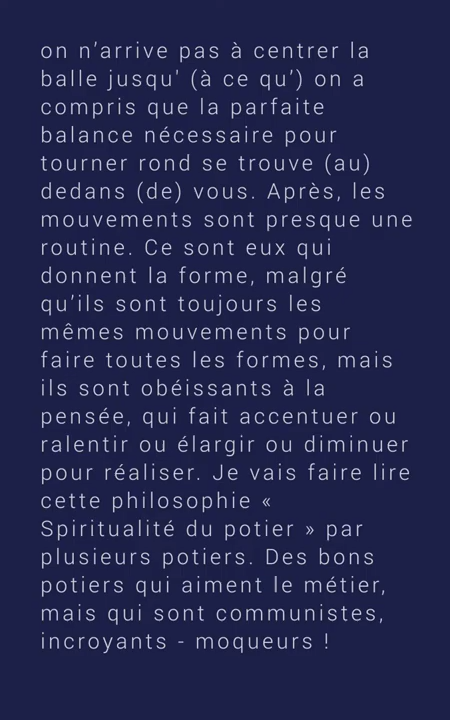 on n’arrive pas à centrer la
balle jusqu' (à ce qu’) on a
compris que la parfaite
balance nécessaire pour
tourner rond se trouve (au)
dedans (de) vous. Après, les
mouvements sont presque une
routine. Ce sont eux qui
donnent la forme, malgré
qu’ils sont toujours les
mêmes mouvements pour
faire toutes les formes, mais
ils sont obéissants à la
pensée, qui fait accentuer ou
ralentir ou élargir ou diminuer
pour réaliser. Je vais faire lire
cette philosophie «
Spiritualité du potier » par
plusieurs potiers. Des bons
potiers qui aiment le métier,
mais qui sont communistes,
incroyants - moqueurs !